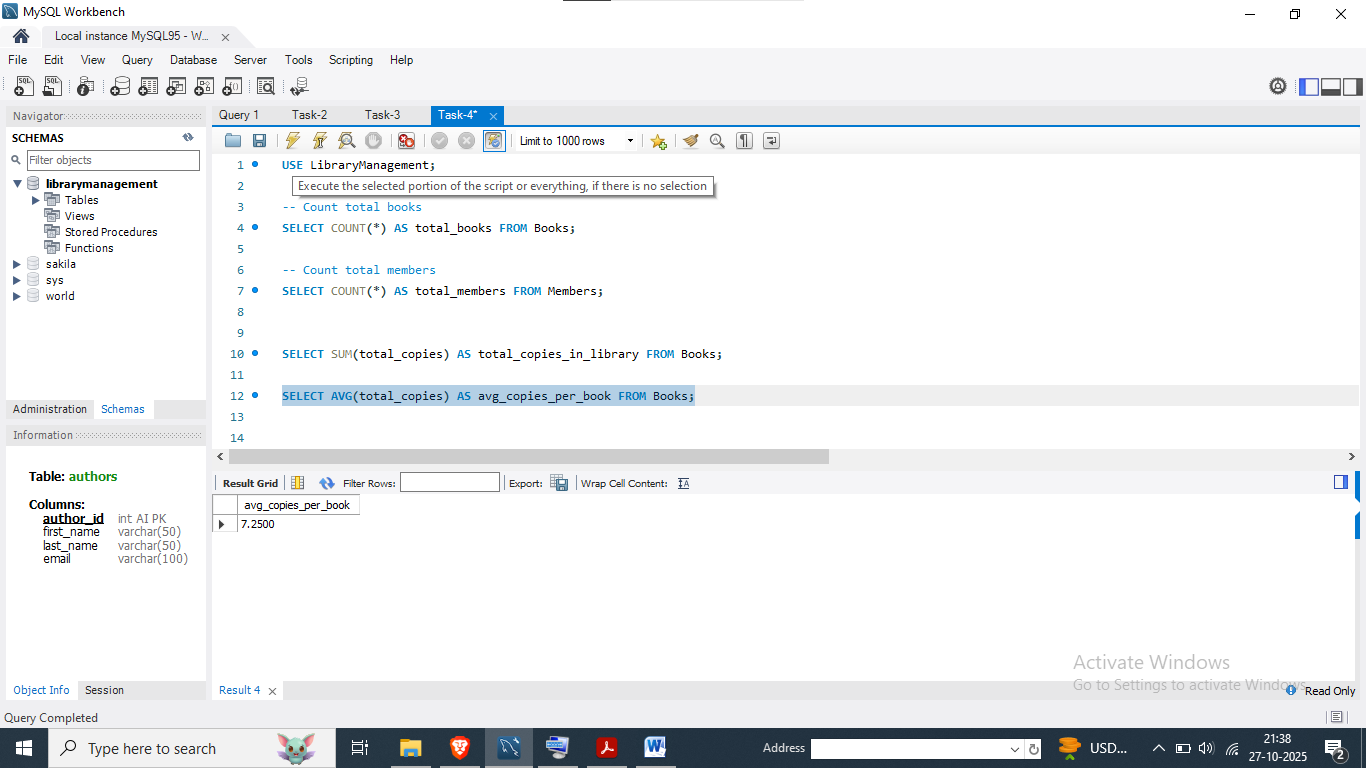 MySQL Workbench
Local instance MySQL95 - W...
File Edit View Query Database Server Tools Scripting Help
Navigator
SCHEMAS
Filter objects
librarymanagement
Tables
Views
Stored Procedures
Functions
sakila
sys
world
Administration Schemas
Information
Table: authors
Columns:
author_id int AI PK
first_name varchar(50)
last_name varchar(50)
email varchar(100)
Object Info Session
Query 1 Task-2 Task-3 Task-4*
Limit to 1000 rows
1 USE LibraryManagement;
2
Execute the selected portion of the script or everything, if there is no selection
3 -- Count total books
4 SELECT COUNT(*) AS total_books FROM Books;
5
6 -- Count total members
7 SELECT COUNT(*) AS total_members FROM Members;
8
9
10 SELECT SUM(total_copies) AS total_copies_in_library FROM Books;
11
12 SELECT AVG(total_copies) AS avg_copies_per_book FROM Books;
13
14
Result Grid Filter Rows: Export: Wrap Cell Content:
avg_copies_per_book
7.2500
Activate Windows
Go to Settings to activate Windows.
Result 4
Read Only
Query Completed
Type here to search
Address
USD...
21:38
27-10-2025
2